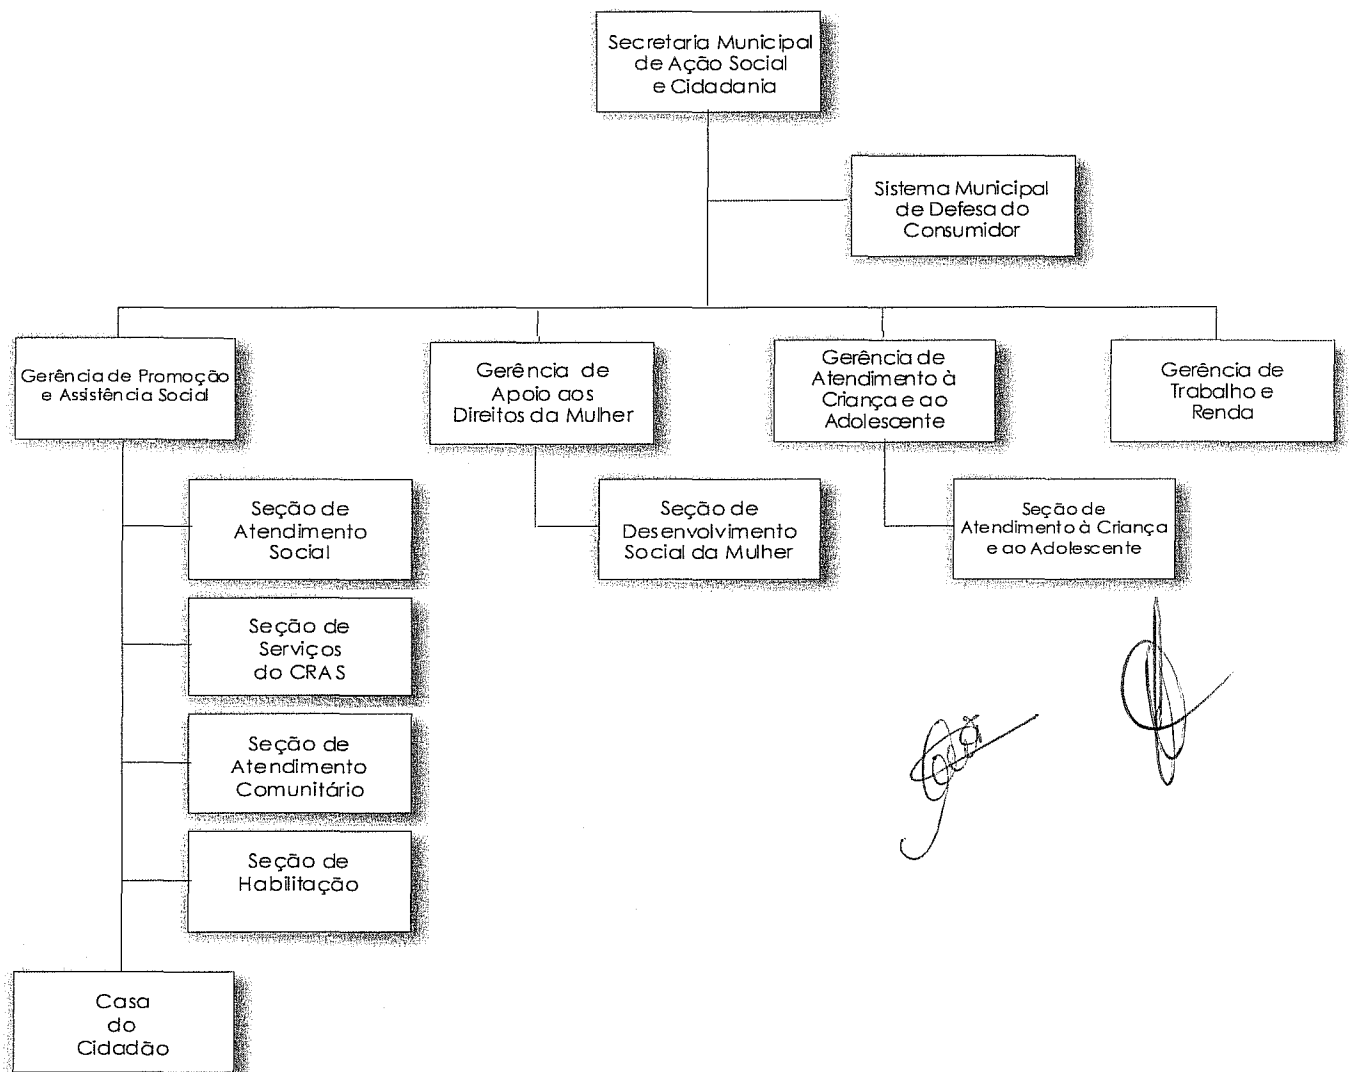 Secretaria Municipal
de Ação Social
e Cidadania
Sistema Municipal
de Defesa do
Consumidor
Gerência de Promoção
e Assistência Social
Gerência de
Apoio aos
Direitos da Mulher
Gerência de
Atendimento à
Criança e ao
Adolescente
Gerência de
Trabalho e
Renda
Seção de
Atendimento
Social
Seção de
Desenvolvimento
Social da Mulher
Seção de
Atendimento à Criança
e ao Adolescente
Seção de
Serviços
do CRAS
Seção de
Atendimento
Comunitário
Seção de
Habilitação
Casa
do
Cidadão